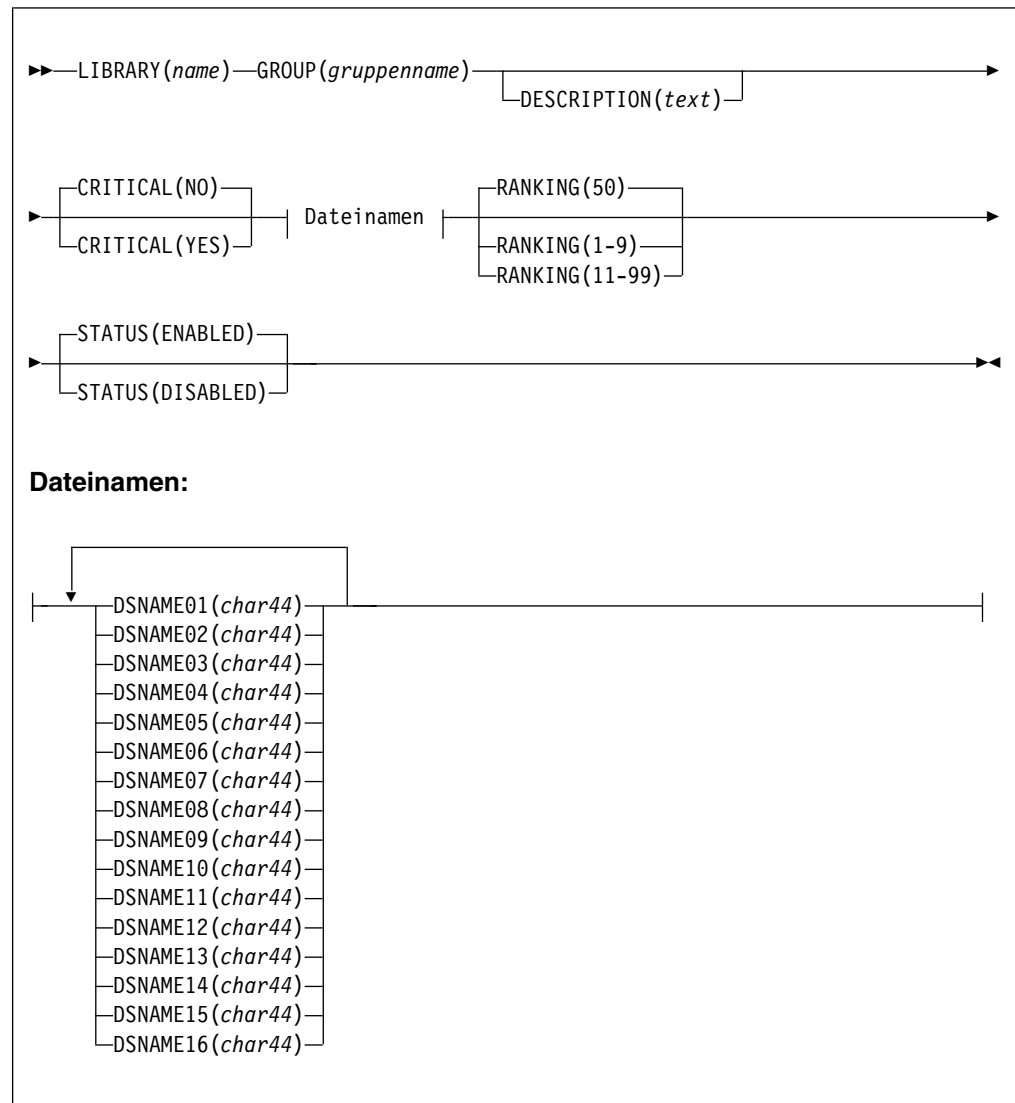 LIBRARY(name) GROUP(gruppenname)
DESCRIPTION(text)
CRITICAL(NO) RANKING(50)
Dateinamen
CRITICAL(YES) RANKING(1-9)
RANKING(11-99)
STATUS(ENABLED)
STATUS(DISABLED)
Dateinamen:
DSNAME01(char44)
DSNAME02(char44)
DSNAME03(char44)
DSNAME04(char44)
DSNAME05(char44)
DSNAME06(char44)
DSNAME07(char44)
DSNAME08(char44)
DSNAME09(char44)
DSNAME10(char44)
DSNAME11(char44)
DSNAME12(char44)
DSNAME13(char44)
DSNAME14(char44)
DSNAME15(char44)
DSNAME16(char44)